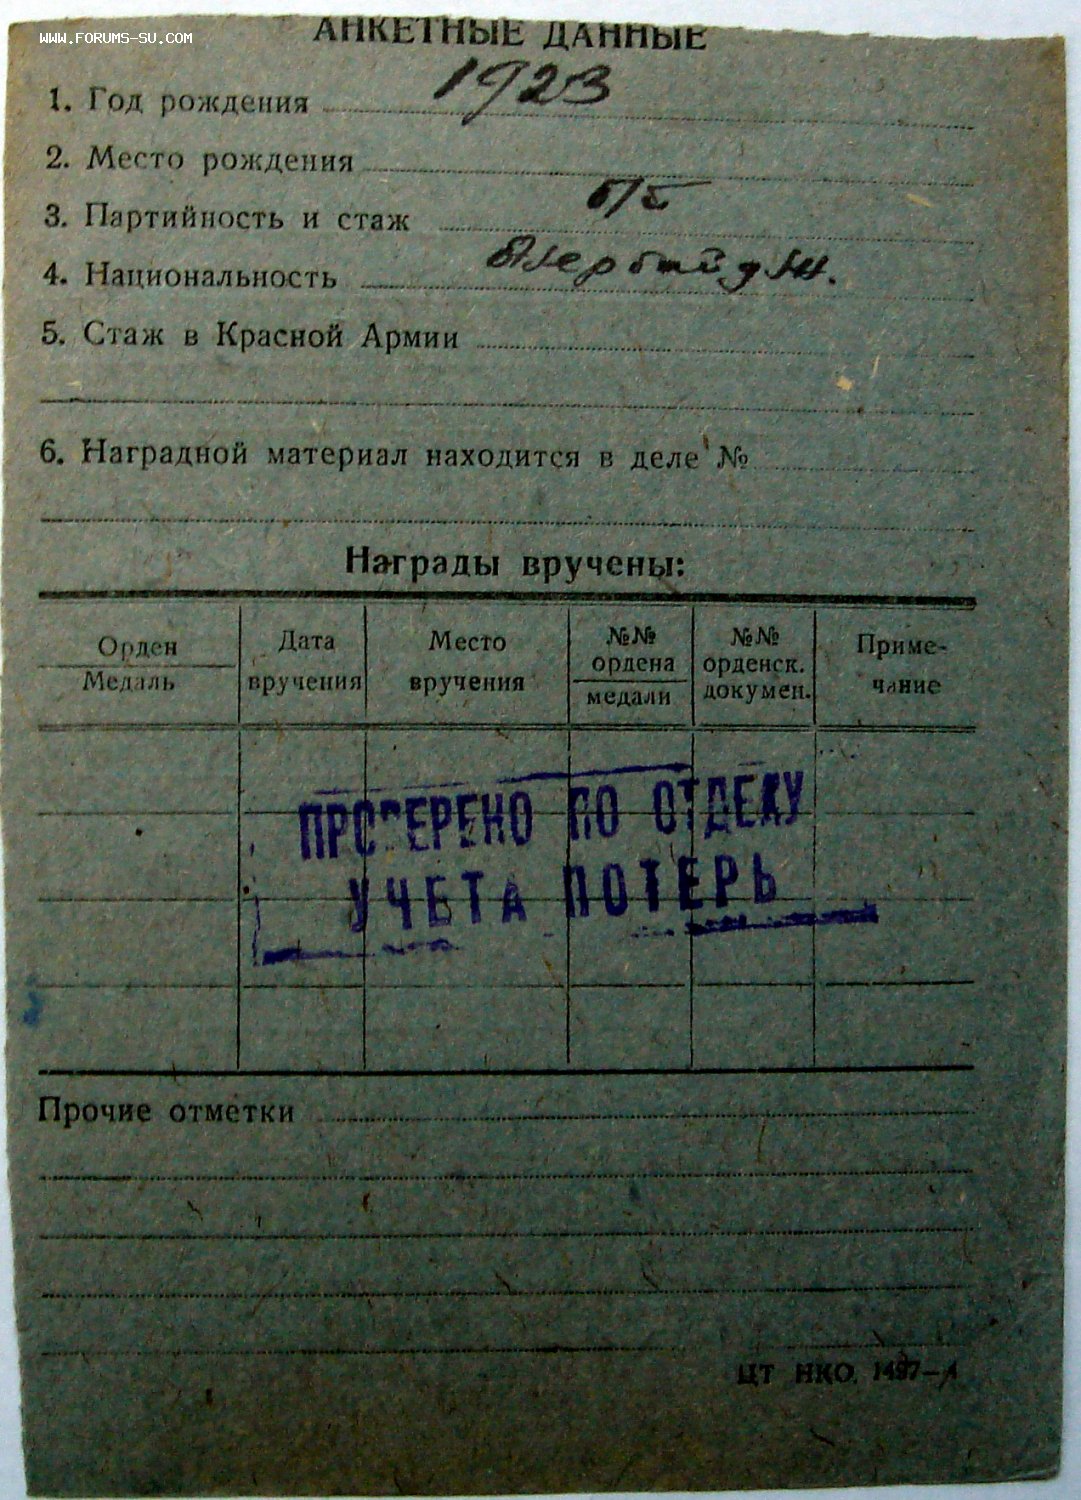 WWW.FORUMS-SU.COM
АНКЕТНЫЕ ДАННЫЕ
1. Год рождения 1923
2. Место рождения
3. Партийность и стаж б/п
4. Национальность Азербайдж.
5. Стаж в Красной Армии
6. Наградной материал находится в деле №
Награды вручены:
Орден
Медаль
Дата
вручения
Место
вручения
№№
ордена
медали
№№
орденск.
докумен.
Приме-
чание
ПРОВЕРЕНО ПО ОТДЕЛУ
УЧЕТА ПОТЕРЬ
Прочие отметки
ЦТ НКО.